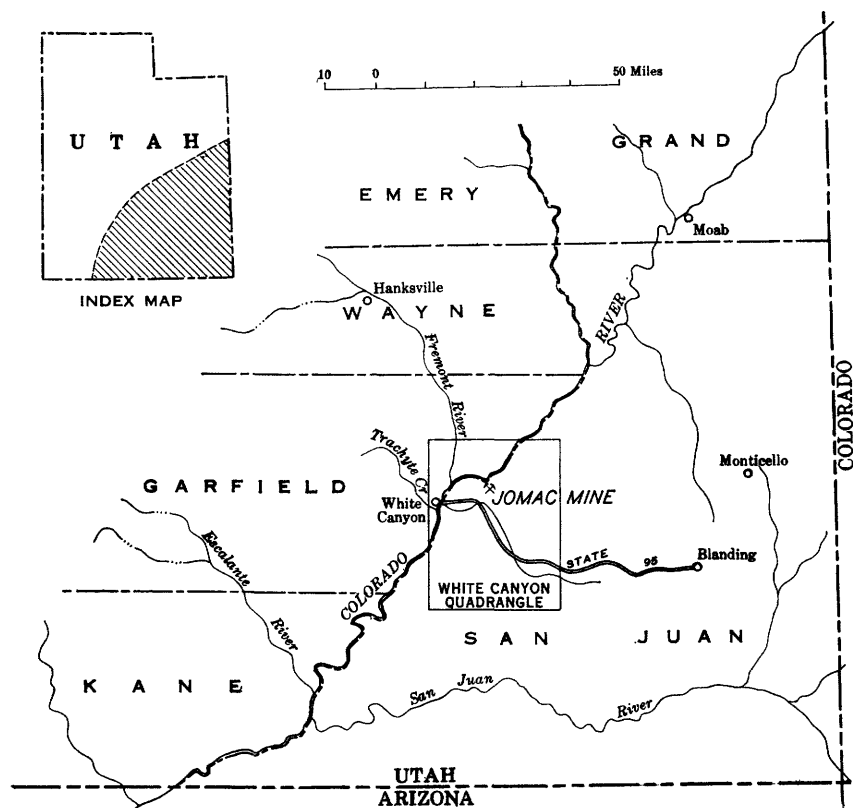 10 0 50 Miles
UTAH
INDEX MAP
GRAND
EMERY
Moab
Hanksville
WAYNE
RIVER
Fremont River
COLORADO
Trachyte Cr
Monticello
GARFIELD
White
Canyon
JOMAC MINE
Escalante River
STATE 95
Blanding
COLORADO
WHITE CANYON
QUADRANGLE
SAN JUAN
KANE
San Juan River
UTAH
ARIZONA